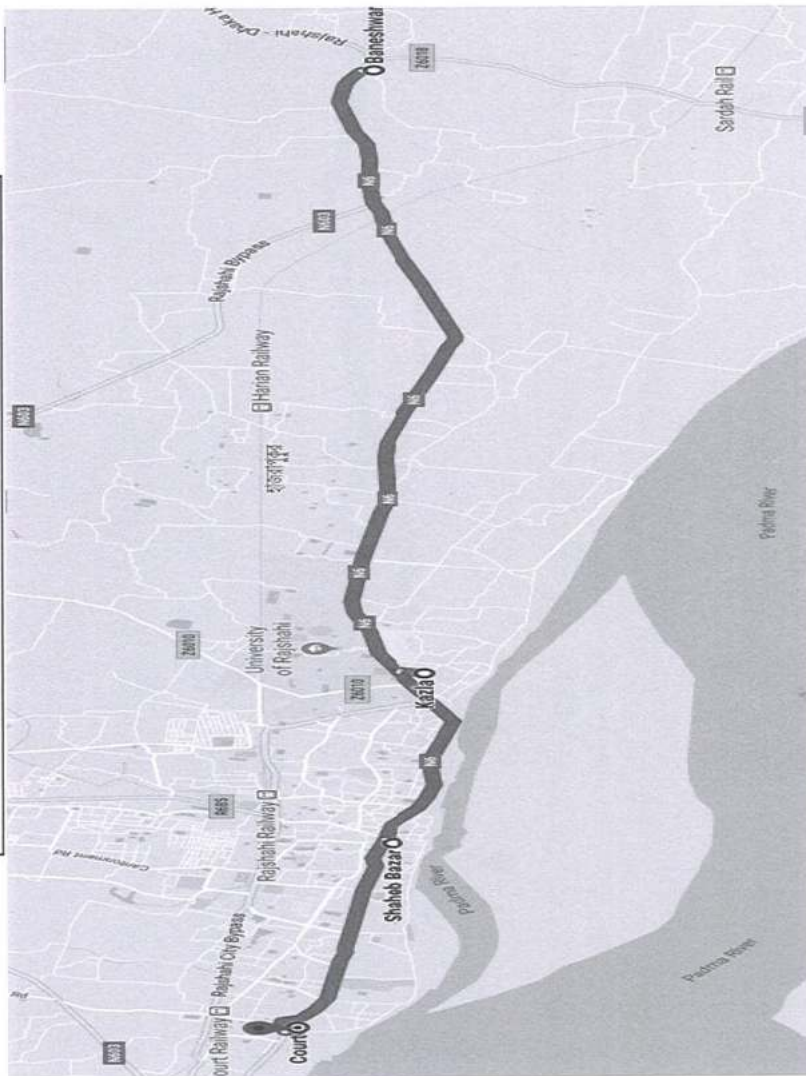 N603
N603
Cantonment Rd
Z6010
ourt Railway
Rajshahi City Bypass
R685
Rajshahi Bypass
Rajshahi Railway
Harian Railway
University
of Rajshahi
হাজরাপুকুর
Court
N603
Rajshahi - Dhaka H
Z6010
N6
N6
N6
N6
N6
N6
Baneshwar
Shaheb Bazar
Kazla
N6
Z6018
Padma River
Padma River
Sardah Rail
Padma River